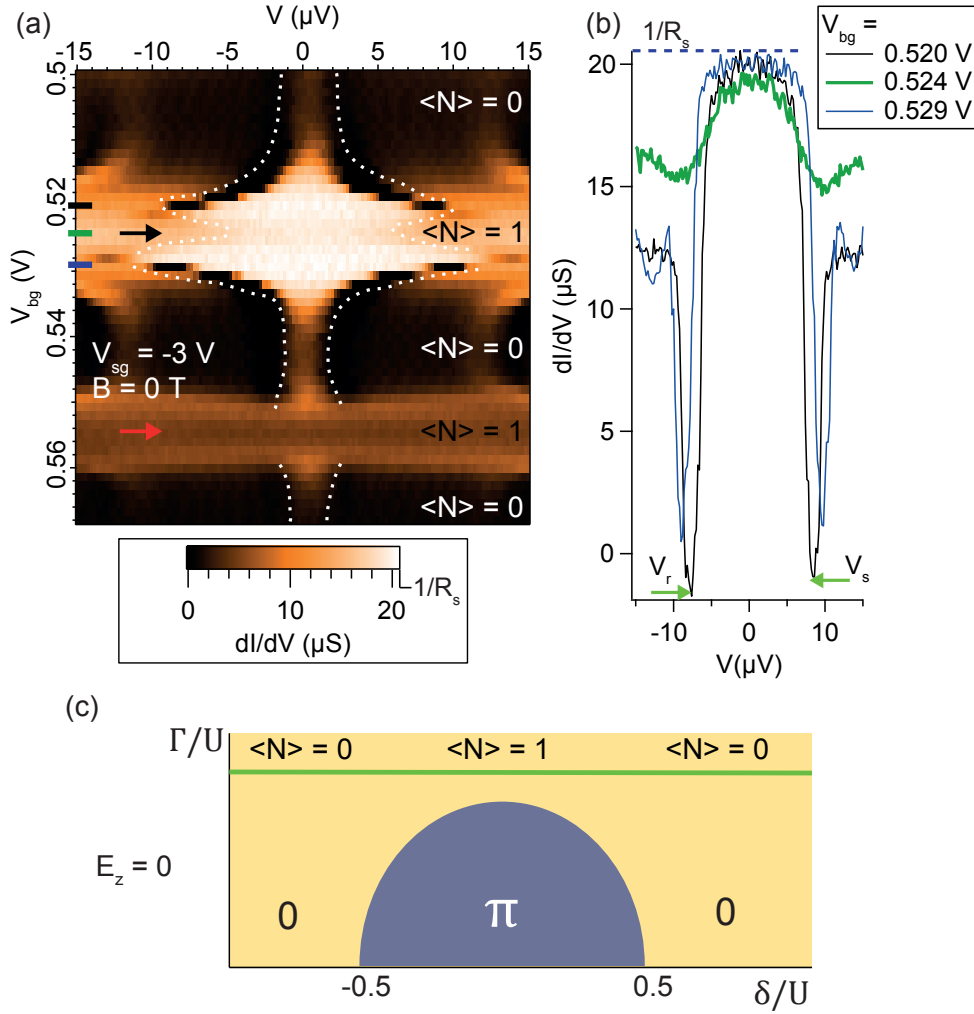 (a)
V (µV)
-15 -10 -5 0 5 10 15
0.5
0.52
0.54
0.56
V_bg (V)
<N> = 0
<N> = 1
<N> = 0
V_sg = -3 V
B = 0 T
<N> = 1
<N> = 0
0 10 20
1/R_s
dI/dV (µS)
(b)
V_bg =
0.520 V
0.524 V
0.529 V
1/R_s
20
15
10
5
0
dI/dV (µS)
V_r
V_s
-10 0 10
V(µV)
(c)
Γ/U
<N> = 0 <N> = 1 <N> = 0
E_z = 0
0 π 0
-0.5 0.5
δ/U